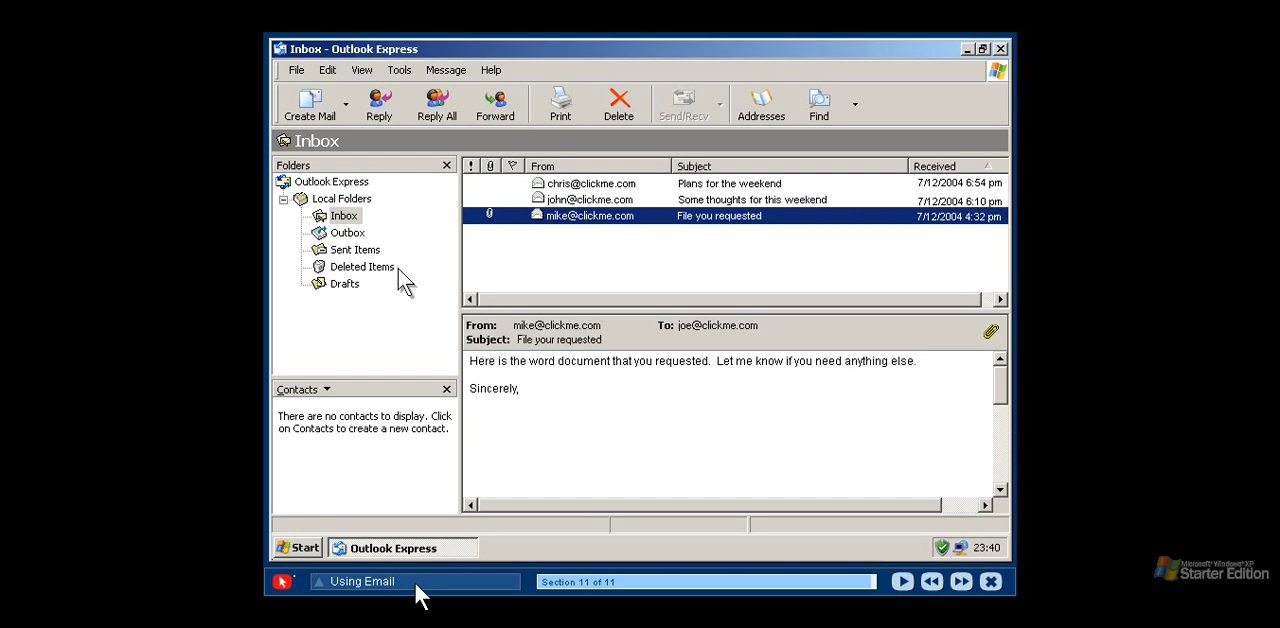 Inbox - Outlook Express
File Edit View Tools Message Help
Create Mail Reply Reply All Forward Print Delete Send/Recv Addresses Find
Inbox
Folders
Outlook Express
Local Folders
Inbox
Outbox
Sent Items
Deleted Items
Drafts
! From Subject Received
chris@clickme.com Plans for the weekend 7/12/2004 6:54 pm
john@clickme.com Some thoughts for this weekend 7/12/2004 6:10 pm
mike@clickme.com File you requested 7/12/2004 4:32 pm
From: mike@clickme.com To: joe@clickme.com
Subject: File your requested
Here is the word document that you requested. Let me know if you need anything else.
Sincerely,
Contacts
There are no contacts to display. Click
on Contacts to create a new contact.
Start Outlook Express 23:40
Using Email Section 11 of 11
Microsoft Windows XP
Starter Edition